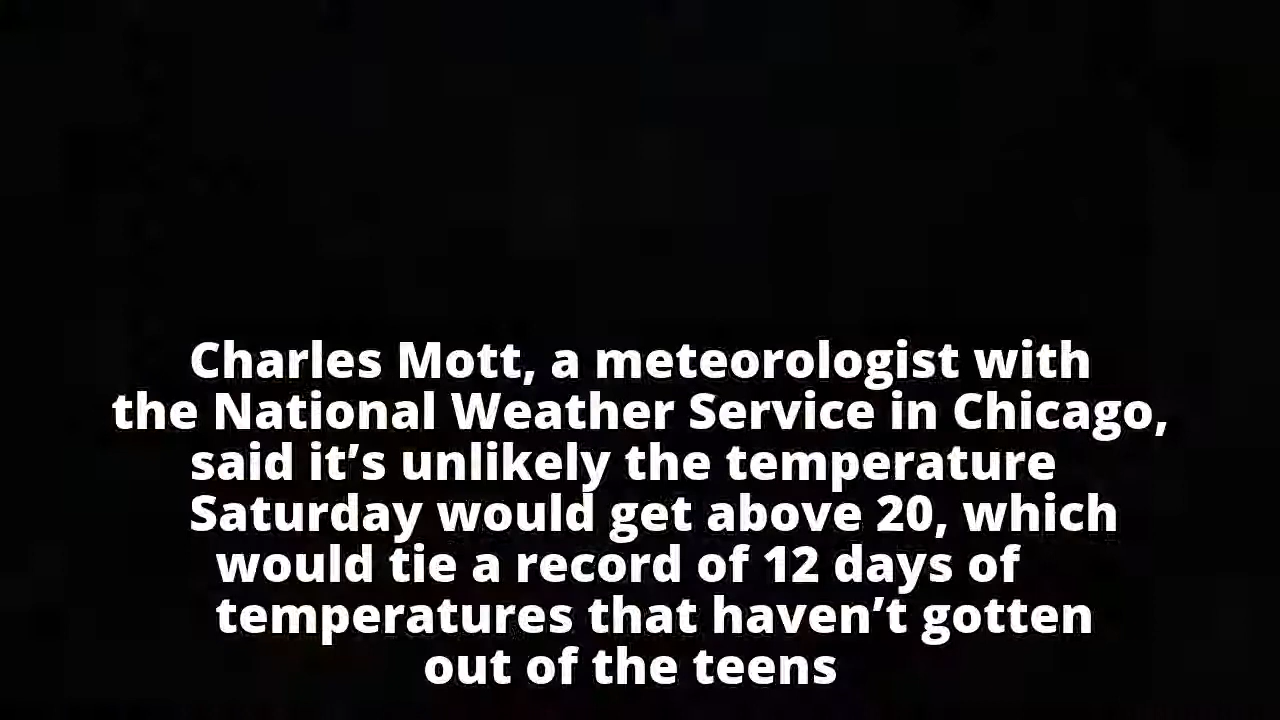 Charles Mott, a meteorologist with
the National Weather Service in Chicago,
said it’s unlikely the temperature
Saturday would get above 20, which
would tie a record of 12 days of
temperatures that haven’t gotten
out of the teens